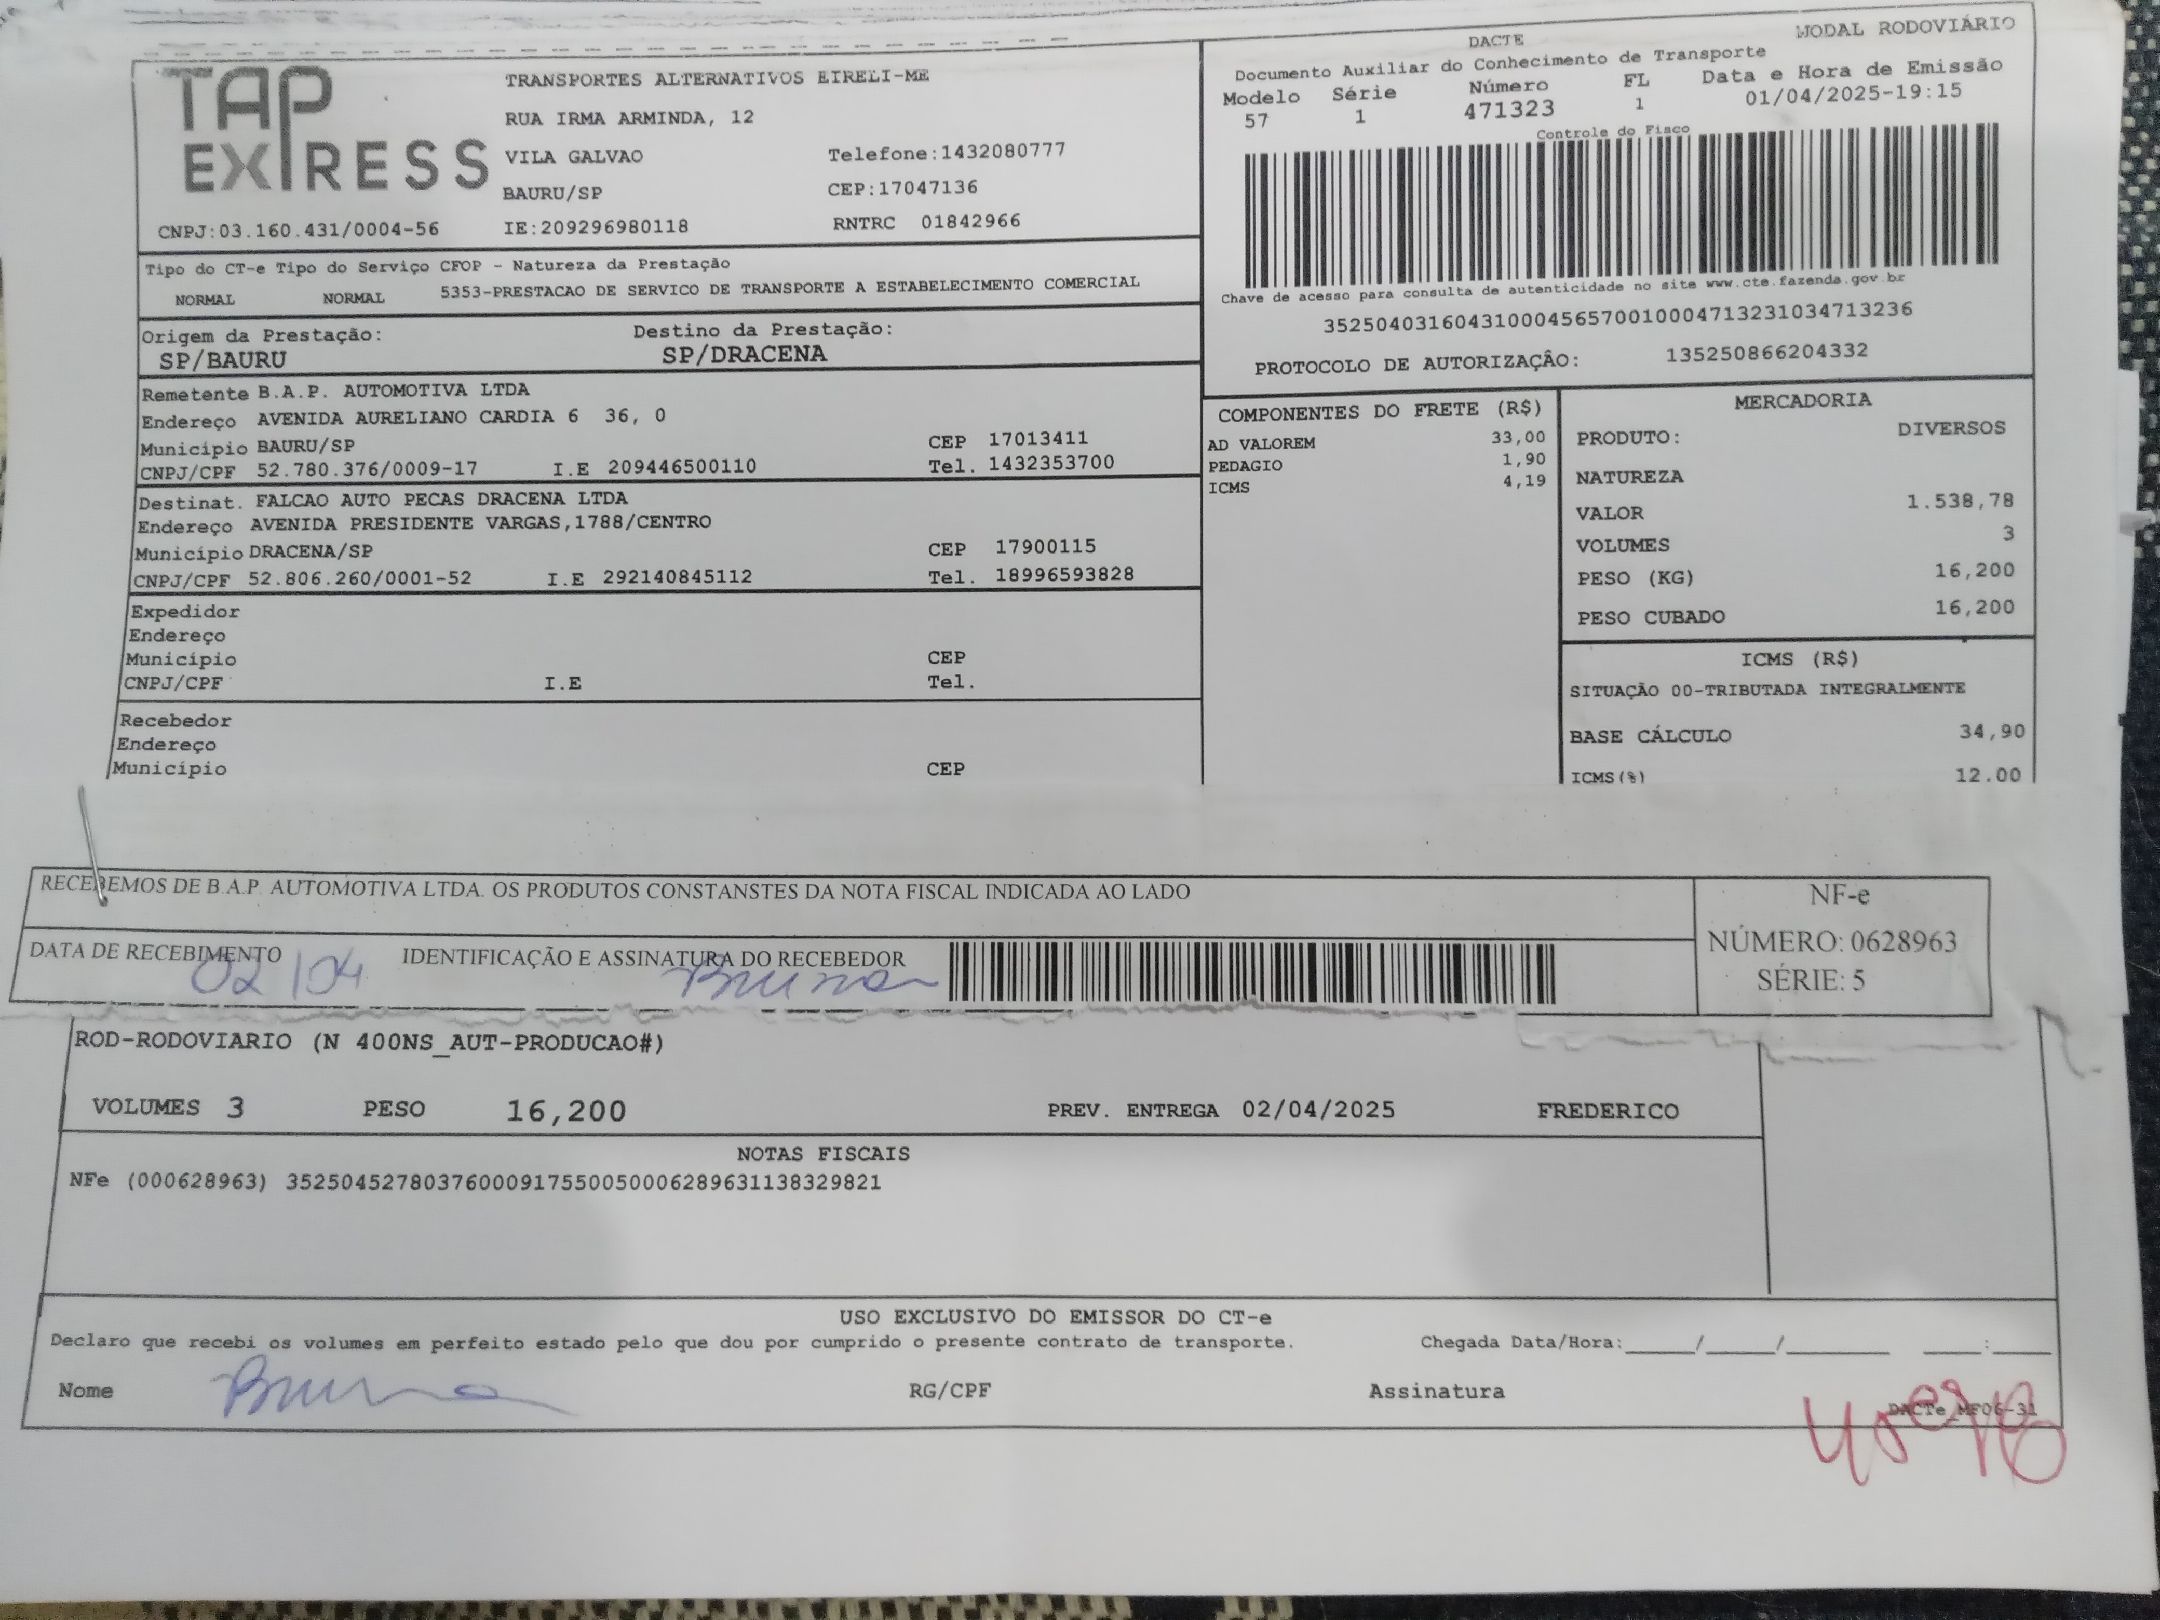 TAP EXPRESS
TRANSPORTES ALTERNATIVOS EIRELI-ME
RUA IRMA ARMINDA, 12
VILA GALVAO Telefone:1432080777
BAURU/SP CEP:17047136
CNPJ:03.160.431/0004-56 IE:209296980118 RNTRC 01842966
MODAL RODOVIÁRIO
DACTE
Documento Auxiliar do Conhecimento de Transporte
Modelo Série Número FL Data e Hora de Emissão
57 1 471323 1 01/04/2025-19:15
Controle do Fisco
Chave de acesso para consulta de autenticidade no site www.cte.fazenda.gov.br
35250403160431000456570010004713231034713236
PROTOCOLO DE AUTORIZAÇÂO: 135250866204332
Tipo do CT-e Tipo do Serviço CFOP - Natureza da Prestação
NORMAL NORMAL 5353-PRESTACAO DE SERVICO DE TRANSPORTE A ESTABELECIMENTO COMERCIAL
Origem da Prestação: Destino da Prestação:
SP/BAURU SP/DRACENA
Remetente B.A.P. AUTOMOTIVA LTDA
Endereço AVENIDA AURELIANO CARDIA 6 36, 0
Município BAURU/SP CEP 17013411
CNPJ/CPF 52.780.376/0009-17 I.E 209446500110 Tel. 1432353700
Destinat. FALCAO AUTO PECAS DRACENA LTDA
Endereço AVENIDA PRESIDENTE VARGAS,1788/CENTRO
Município DRACENA/SP CEP 17900115
CNPJ/CPF 52.806.260/0001-52 I.E 292140845112 Tel. 18996593828
Expedidor
Endereço
Município CEP
CNPJ/CPF I.E Tel.
Recebedor
Endereço
Município CEP
COMPONENTES DO FRETE (R$)
AD VALOREM 33,00
PEDAGIO 1,90
ICMS 4,19
MERCADORIA
PRODUTO: DIVERSOS
NATUREZA
VALOR 1.538,78
VOLUMES 3
PESO (KG) 16,200
PESO CUBADO 16,200
ICMS (R$)
SITUAÇÃO 00-TRIBUTADA INTEGRALMENTE
BASE CÁLCULO 34,90
ICMS(%) 12.00
RECEBEMOS DE B.A.P. AUTOMOTIVA LTDA. OS PRODUTOS CONSTANSTES DA NOTA FISCAL INDICADA AO LADO
DATA DE RECEBIMENTO IDENTIFICAÇÃO E ASSINATURA DO RECEBEDOR
02/04 Bruna
NF-e
NÚMERO: 0628963
SÉRIE: 5
ROD-RODOVIARIO (N 400NS_AUT-PRODUCAO#)
VOLUMES 3 PESO 16,200 PREV. ENTREGA 02/04/2025 FREDERICO
NOTAS FISCAIS
NFe (000628963) 35250452780376000917550050006289631138329821
USO EXCLUSIVO DO EMISSOR DO CT-e
Declaro que recebi os volumes em perfeito estado pelo que dou por cumprido o presente contrato de transporte. Chegada Data/Hora:_____/_____/________ ____:____
Nome Bruna RG/CPF Assinatura
DACTe_MF06-31